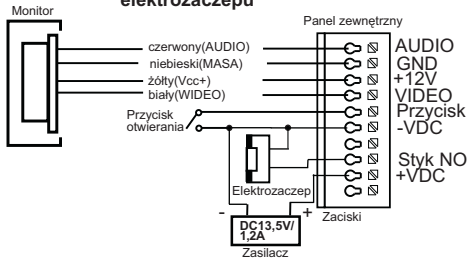 elektrozaczepu
Monitor
Panel zewnętrzny
czerwony(AUDIO)
AUDIO
niebieski(MASA)
GND
żółty(Vcc+)
+12V
biały(WIDEO)
VIDEO
Przycisk
otwierania
Przycisk
-VDC
Styk NO
+VDC
Elektrozaczep
- +
Zaciski
DC13,5V/
1,2A
Zasilacz